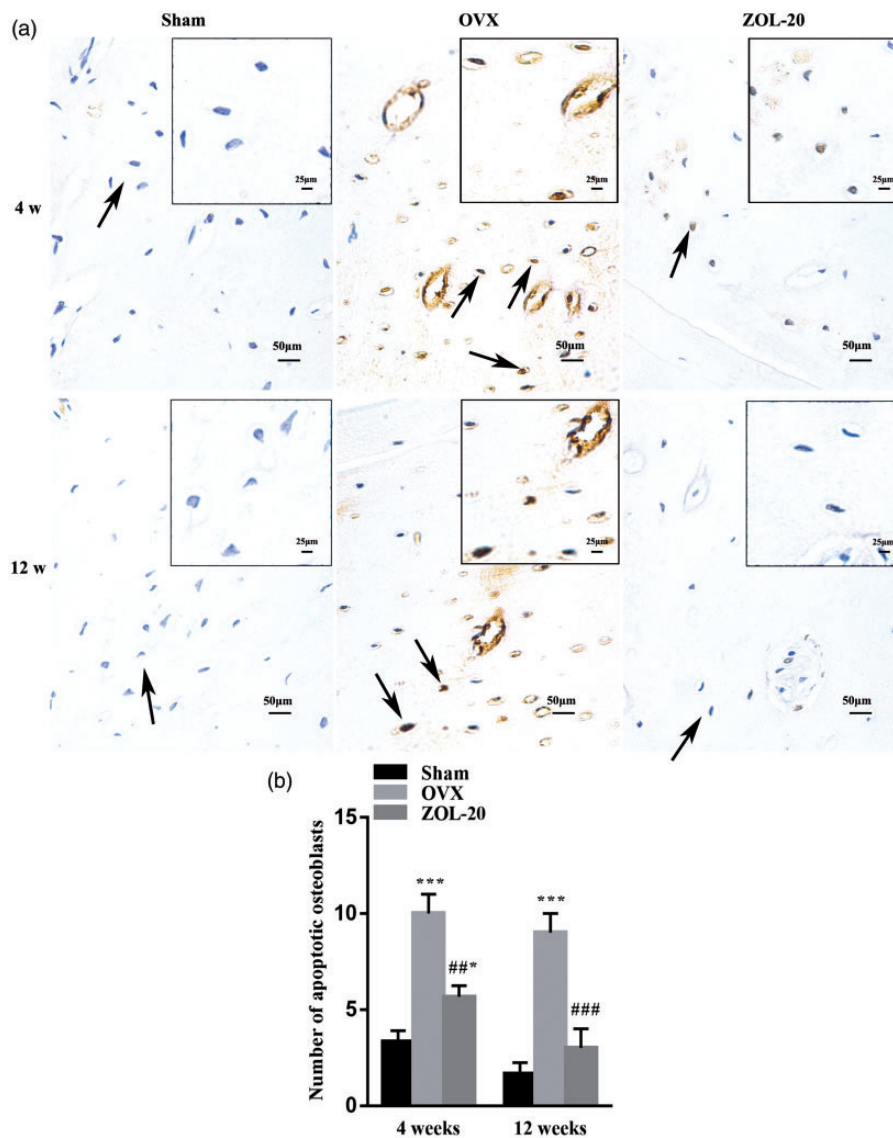 (a)
Sham OVX ZOL-20
4 w
25µm 25µm 25µm
50µm 50µm 50µm
12 w
25µm 25µm 25µm
50µm 50µm 50µm
(b)
Sham
OVX
ZOL-20
Number of apoptotic osteoblasts
15
10
5
0
***
##*
***
###
4 weeks 12 weeks